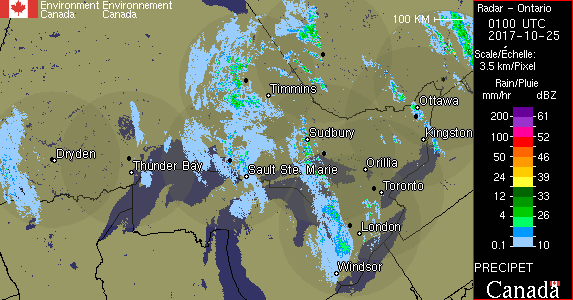 Environment Environnement
Canada Canada
100 KM
Timmins
Ottawa
Sudbury
Kingston
Dryden
Thunder Bay
Sault Ste. Marie
Orillia
Toronto
London
Windsor
Radar - Ontario
0100 UTC
2017-10-25
Scale/Échelle:
3.5 km/Pixel
Rain/Pluie
mm/hr dBZ
200 61
100 52
50 46
24 39
12 33
4 26
0.1 10
PRECIPET
Canada